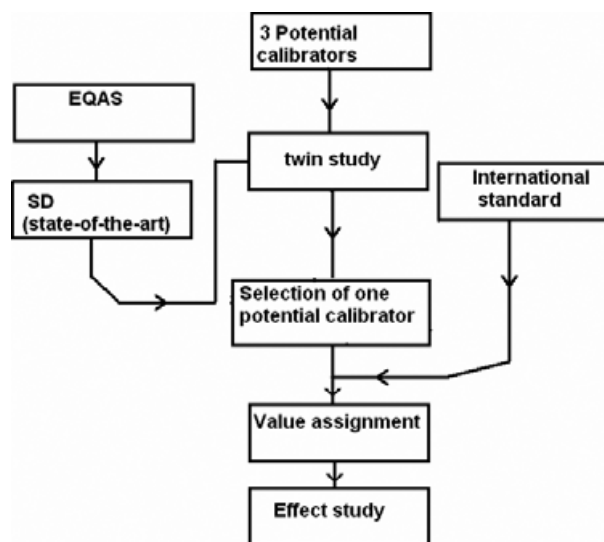 3 Potential
calibrators
EQAS
twin study
SD
(state-of-the-art)
International
standard
Selection of one
potential calibrator
Value assignment
Effect study